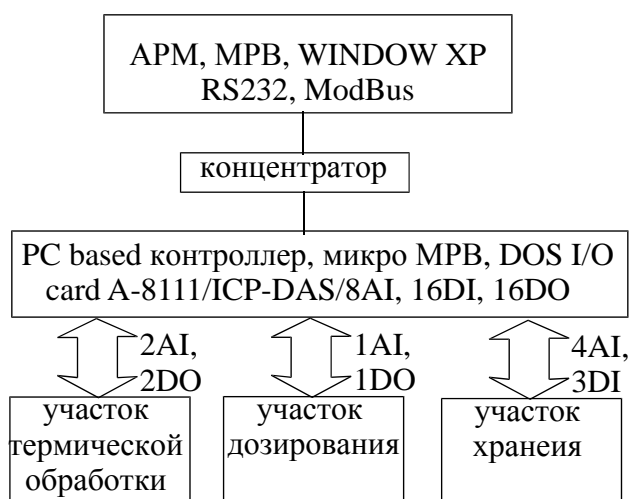 АРМ, МРВ, WINDOW XP
RS232, ModBus
концентратор
PC based контроллер, микро МРВ, DOS I/O
card A-8111/ICP-DAS/8AI, 16DI, 16DO
2AI,
2DO
1AI,
1DO
4AI,
3DI
участок
термической
обработки
участок
дозирования
участок
хранеия